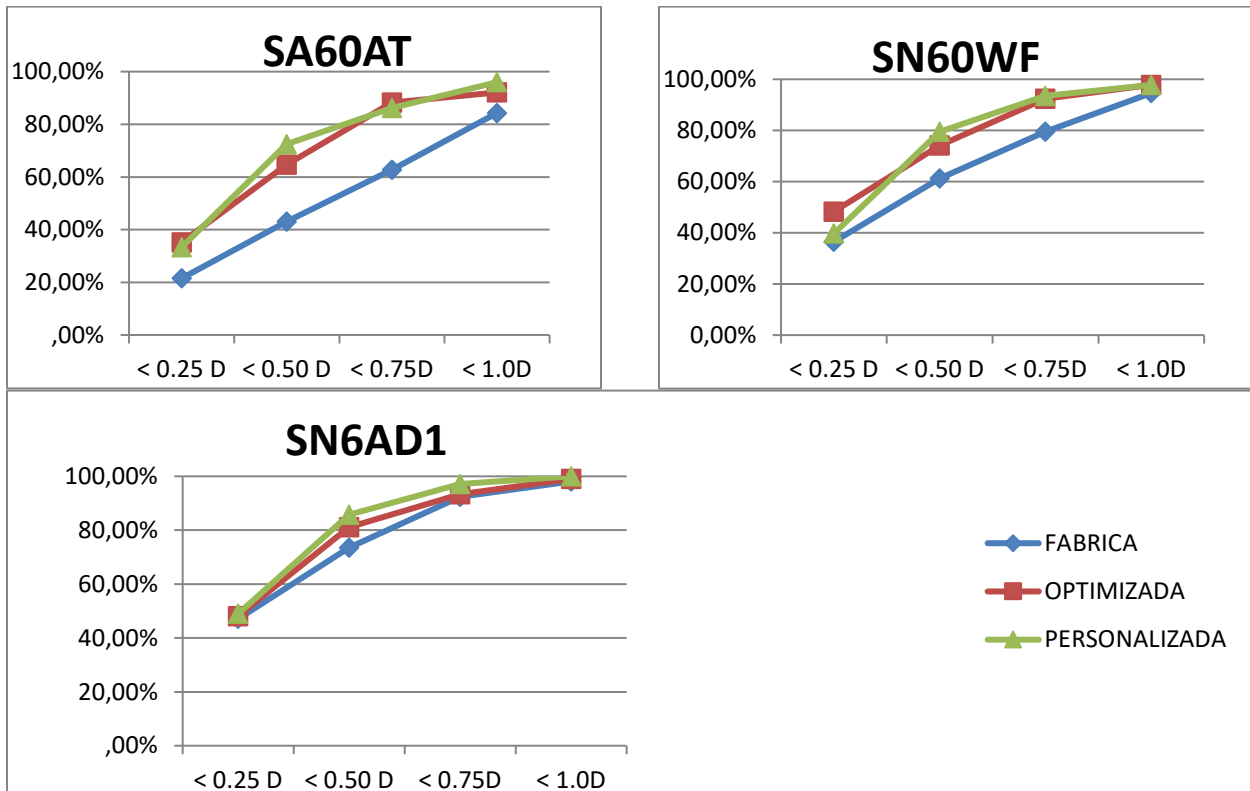 SA60AT
100,00%
80,00%
60,00%
40,00%
20,00%
,00%
< 0.25 D < 0.50 D < 0.75D < 1.0D
SN60WF
100,00%
80,00%
60,00%
40,00%
20,00%
0,00%
< 0.25 D < 0.50 D < 0.75D < 1.0D
SN6AD1
100,00%
80,00%
60,00%
40,00%
20,00%
,00%
< 0.25 D < 0.50 D < 0.75D < 1.0D
FABRICA
OPTIMIZADA
PERSONALIZADA